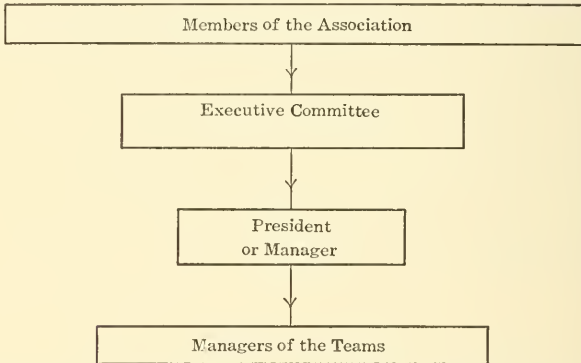 Members of the Association
Executive Committee
President
or Manager
Managers of the Teams